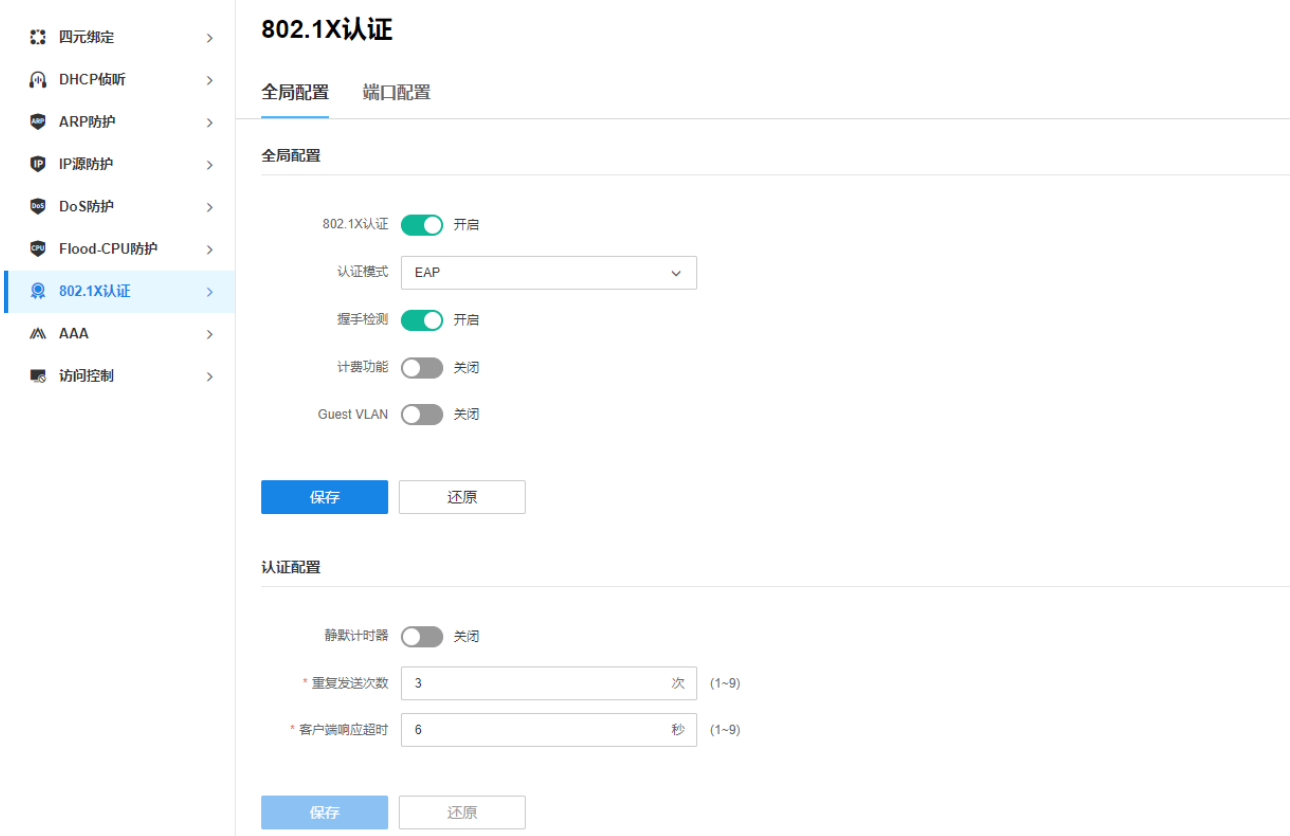 四元绑定
DHCP侦听
ARP防护
IP源防护
DoS防护
Flood-CPU防护
802.1X认证
AAA
访问控制
802.1X认证
全局配置 端口配置
全局配置
802.1X认证 开启
认证模式 EAP
握手检测 开启
计费功能 关闭
Guest VLAN 关闭
保存 还原
认证配置
静默计时器 关闭
* 重复发送次数 3 次 (1~9)
* 客户端响应超时 6 秒 (1~9)
保存 还原